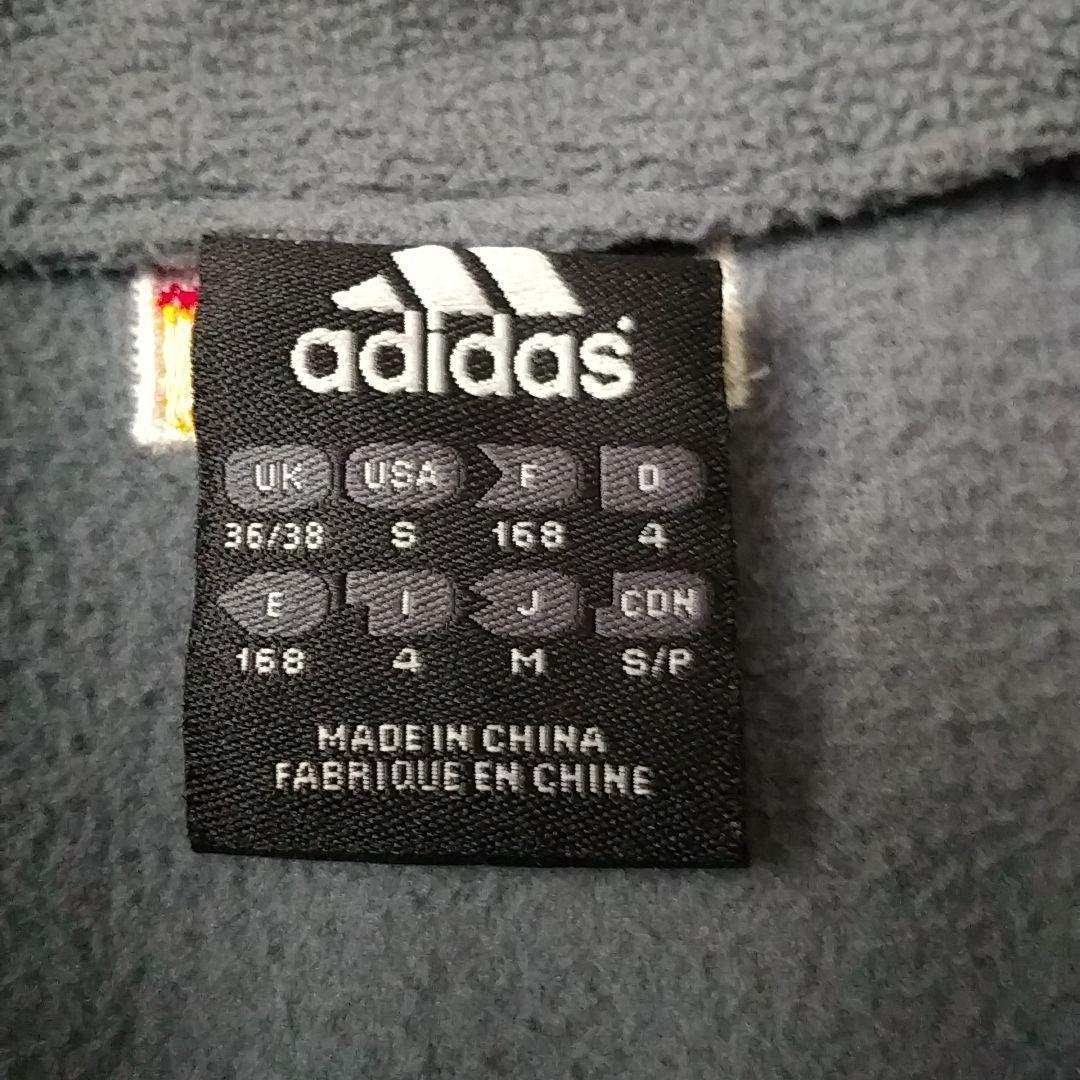 adidas
UK USA F D
36/38 S 168 4
E I J CDN
168 4 M S/P
MADE IN CHINA
FABRIQUE EN CHINE